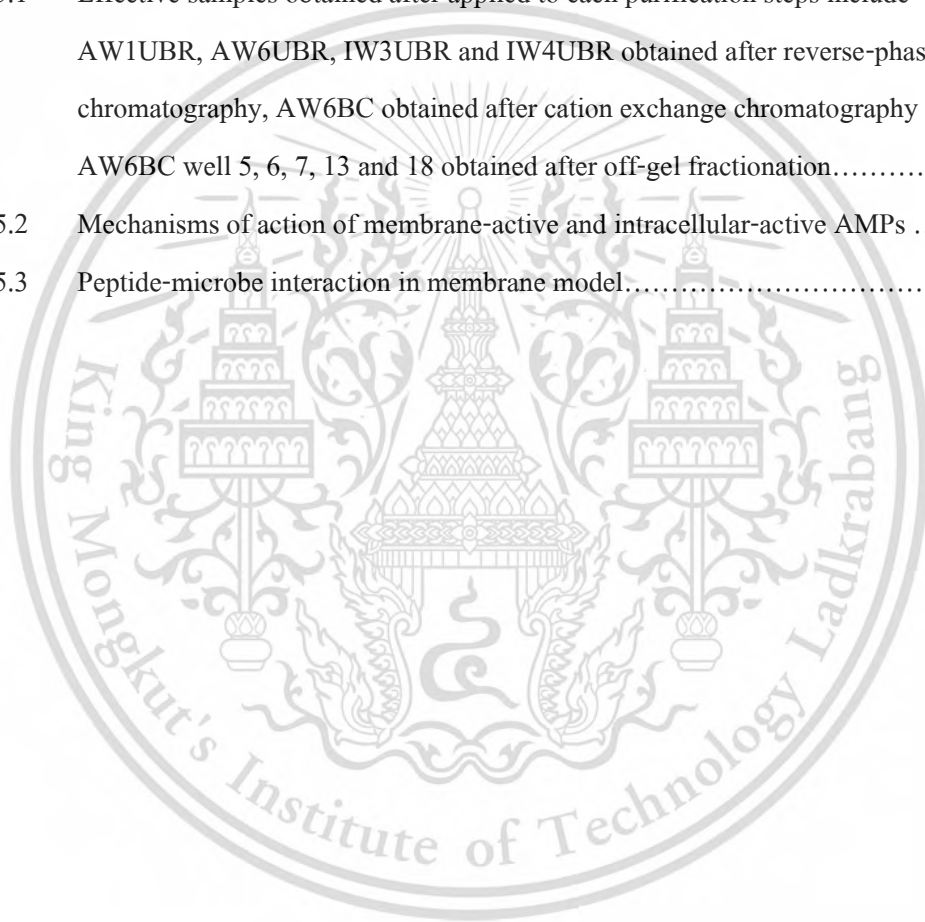 5.1 Effective samples obtained after applied to each purification steps include
AW1UBR, AW6UBR, IW3UBR and IW4UBR obtained after reverse-phas
chromatography, AW6BC obtained after cation exchange chromatography
AW6BC well 5, 6, 7, 13 and 18 obtained after off-gel fractionation..........
5.2 Mechanisms of action of membrane-active and intracellular-active AMPs .
5.3 Peptide-microbe interaction in membrane model..............................
King Mongkut's Institute of Technology Ladkrabang